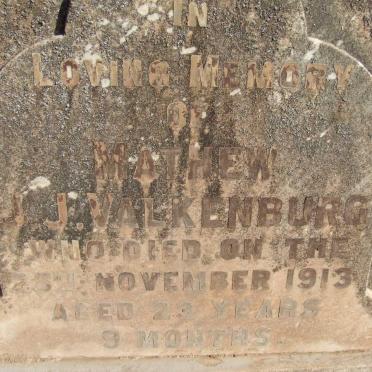 IN
LOVING MEMORY
OF
MATHEW
J. J. VALKENBURG
WHO DIED ON THE
NOVEMBER 1913
AGED 23 YEARS
9 MONTHS.